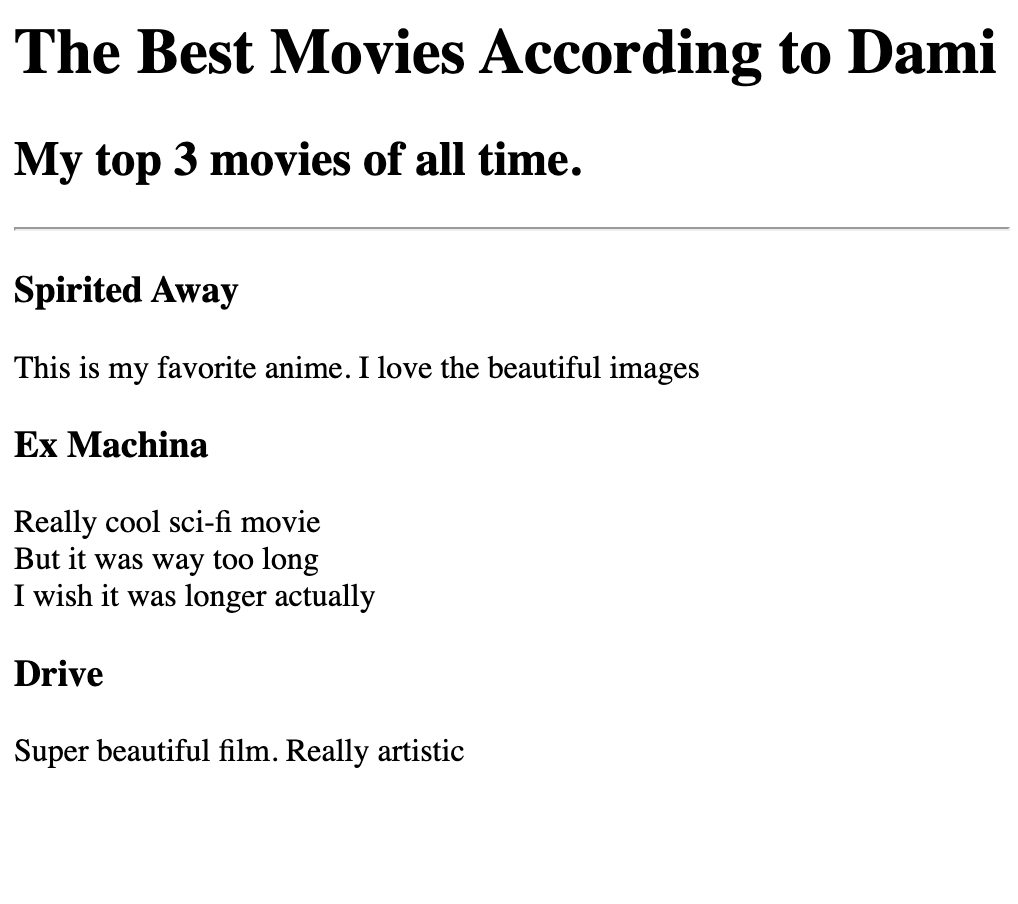 The Best Movies According to Dami
My top 3 movies of all time.
Spirited Away
This is my favorite anime. I love the beautiful images
Ex Machina
Really cool sci-fi movie
But it was way too long
I wish it was longer actually
Drive
Super beautiful film. Really artistic